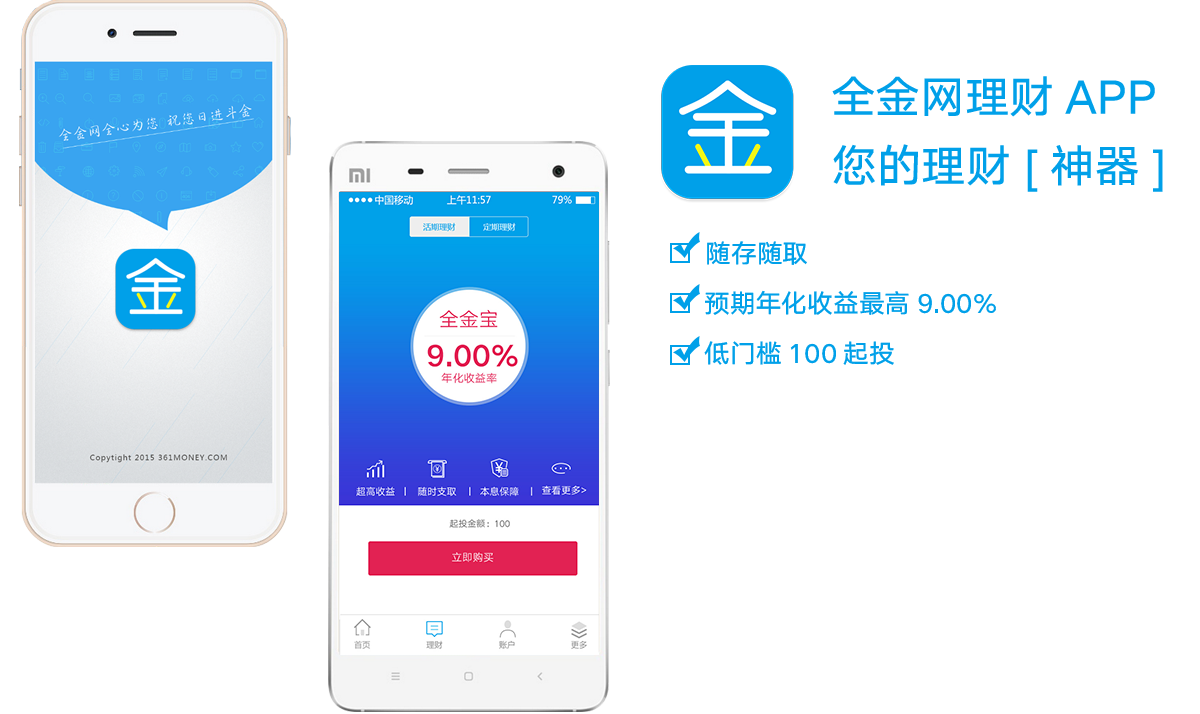 全金网全心为您 祝您日进斗金
金
Copytight 2015 361MONEY.COM
中国移动 上午11:57 79%
活期理财 定期理财
全金宝
9.00%
年化收益率
超高收益 | 随时支取 | 本息保障 | 查看更多>
起投金额：100
立即购买
首页 理财 账户 更多
金
全金网理财 APP
您的理财 [ 神器 ]
随存随取
预期年化收益最高 9.00%
低门槛 100 起投